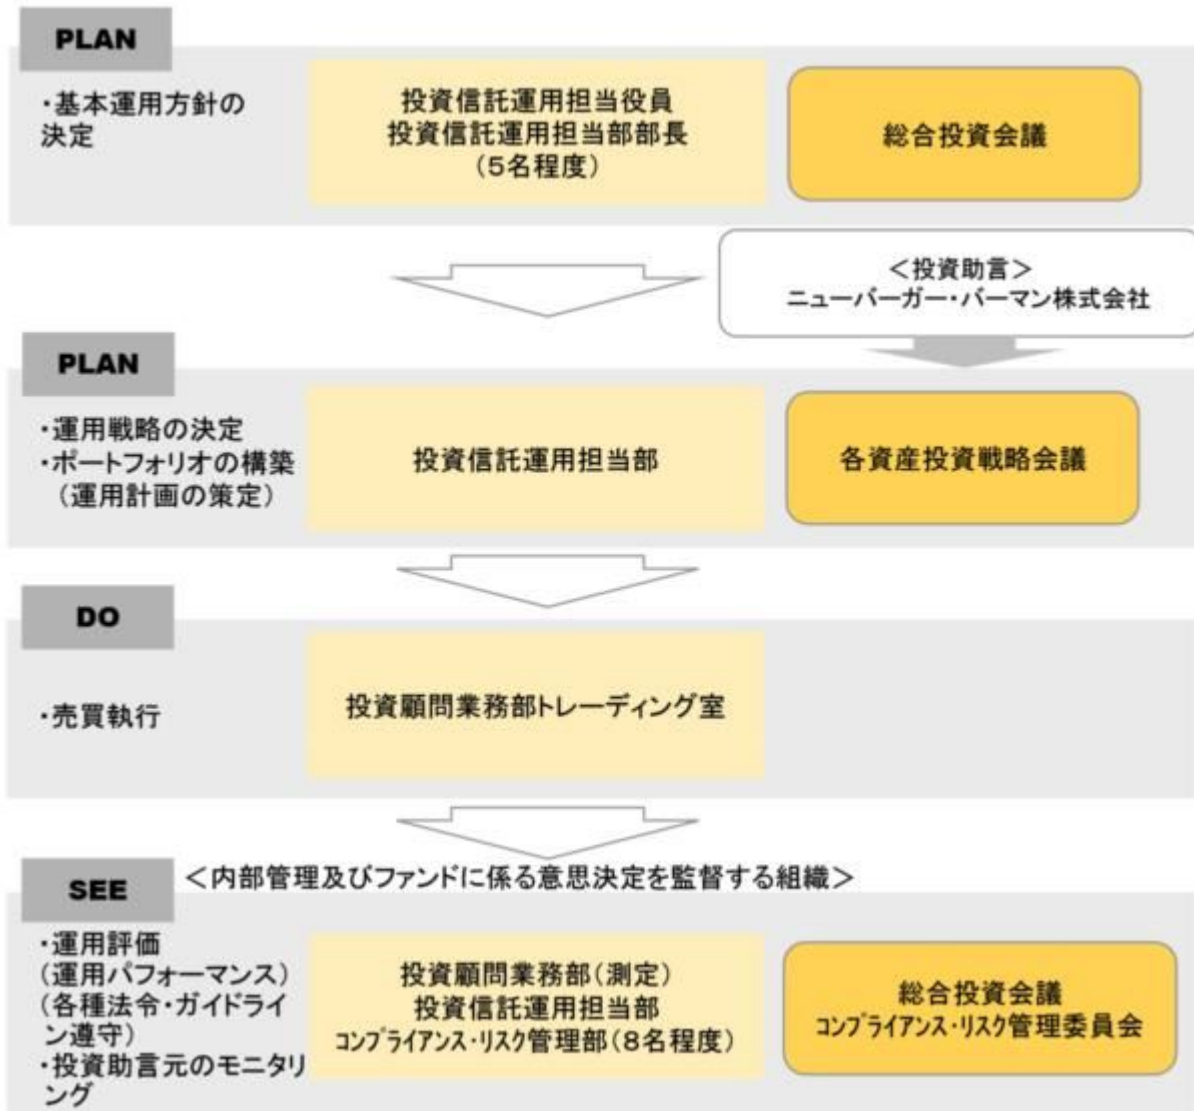 PLAN
・基本運用方針の
決定
投資信託運用担当役員
投資信託運用担当部部長
(5名程度)
総合投資会議
＜投資助言＞
ニューバーガー・バーマン株式会社
PLAN
・運用戦略の決定
・ポートフォリオの構築
(運用計画の策定)
投資信託運用担当部
各資産投資戦略会議
DO
・売買執行
投資顧問業務部トレーディング室
SEE
＜内部管理及びファンドに係る意思決定を監督する組織＞
・運用評価
(運用パフォーマンス)
(各種法令・ガイドライ
ン遵守)
・投資助言元のモニタリ
ング
投資顧問業務部(測定)
投資信託運用担当部
コンプライアンス・リスク管理部(8名程度)
総合投資会議
コンプライアンス・リスク管理委員会